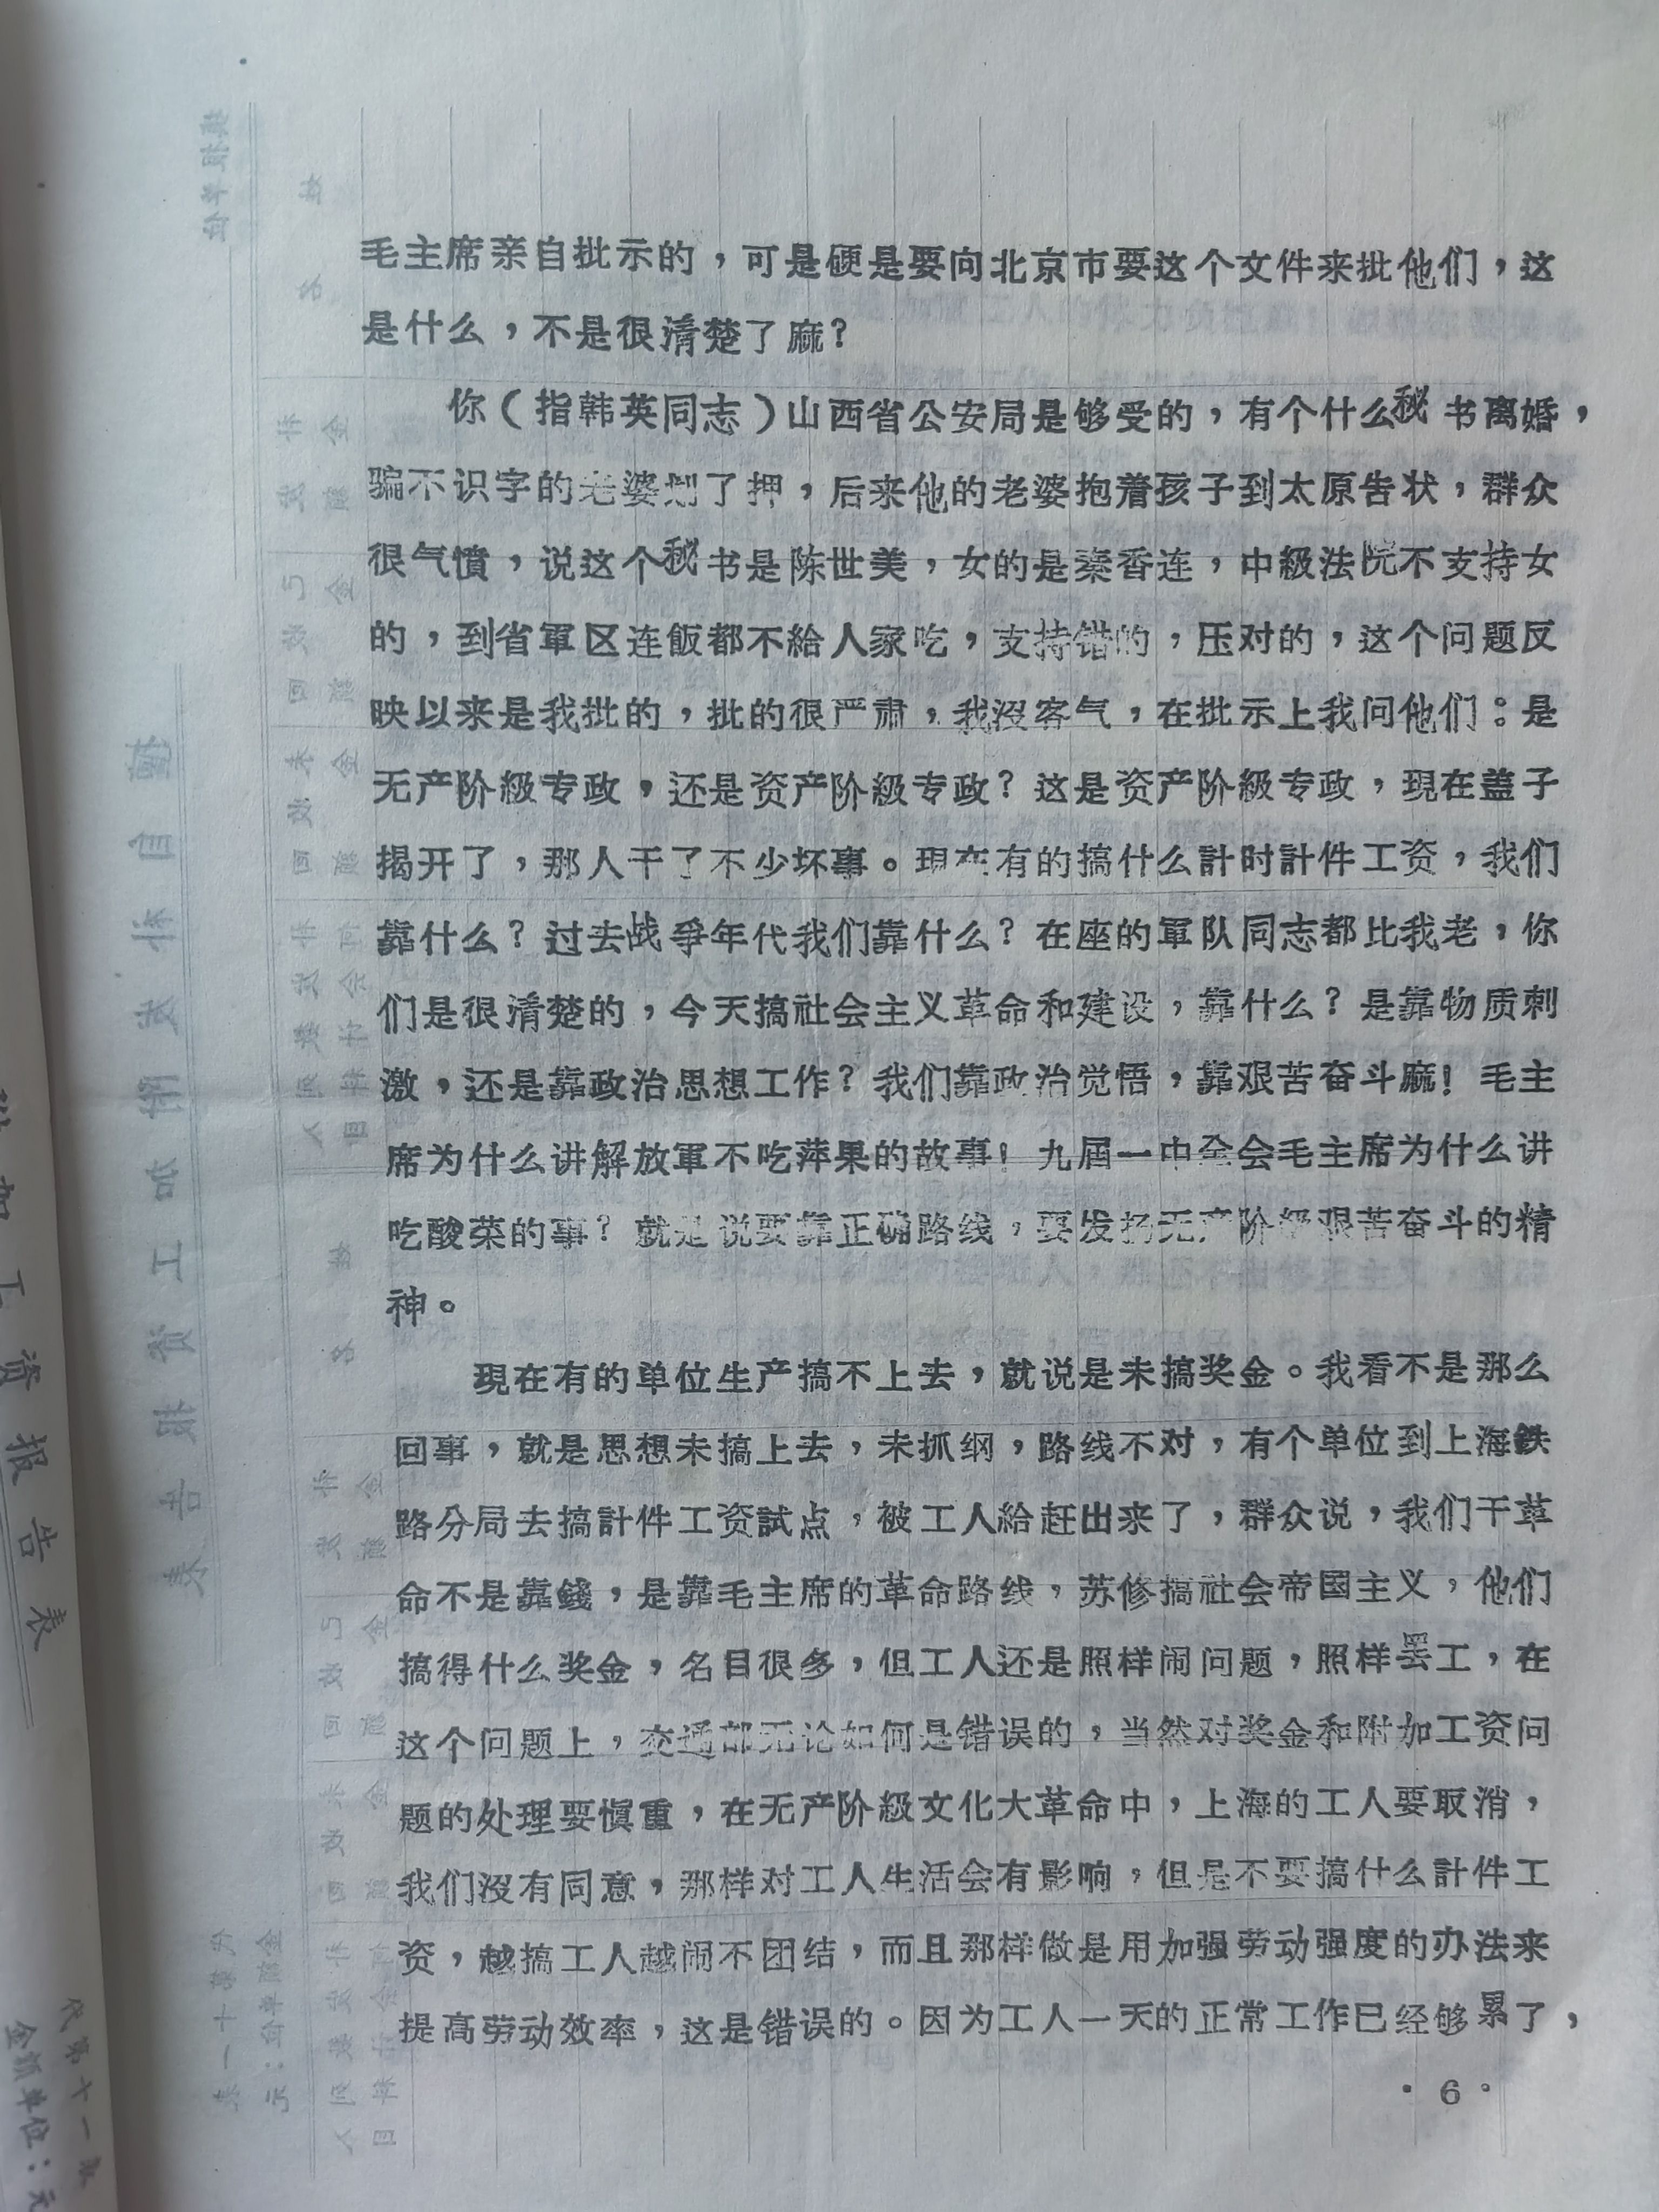 毛主席亲自批示的，可是硬是要向北京市要这个文件来批他们，这
是什么，不是很清楚了麻？
你（指韩英同志）山西省公安局是够受的，有个什么秘书离婚，
骗不识字的老婆划了押，后来他的老婆抱着孩子到太原告状，群众
很气愤，说这个秘书是陈世美，女的是秦香连，中級法院不支持女
的，到省軍区连飯都不給人家吃，支持错的，压对的，这个问题反
映以来是我批的，批的很严肃，我沒客气，在批示上我问他们：是
无产阶級专政，还是资产阶級专政？这是资产阶級专政，現在盖子
揭开了，那人干了不少坏事。現在有的搞什么計时計件工资，我们
靠什么？过去战爭年代我们靠什么？在座的軍队同志都比我老，你
们是很清楚的，今天搞社会主义革命和建设，靠什么？是靠物质刺
激，还是靠政治思想工作？我们靠政治觉悟，靠艰苦奋斗麻！毛主
席为什么讲解放軍不吃萍果的故事！九屆一中全会毛主席为什么讲
吃酸菜的事？就是说要靠正确路线，要发扬无产阶級艰苦奋斗的精
神。
現在有的单位生产搞不上去，就说是未搞奖金。我看不是那么
回事，就是思想未搞上去，未抓纲，路线不对，有个单位到上海鉄
路分局去搞計件工资試点，被工人給赶出来了，群众说，我们干革
命不是靠錢，是靠毛主席的革命路线，苏修搞社会帝国主义，他们
搞得什么奖金，名目很多，但工人还是照样闹问题，照样罢工，在
这个问题上，交通部无论如何是错误的，当然对奖金和附加工资问
题的处理要愼重，在无产阶級文化大革命中，上海的工人要取消，
我们沒有同意，那样对工人生活会有影响，但是不要搞什么計件工
资，越搞工人越闹不团结，而且那样做是用加强劳动强度的办法来
提高劳动效率，这是错误的。因为工人一天的正常工作已经够累了，
·6·
资报告表
代第十一表
金额单位：元